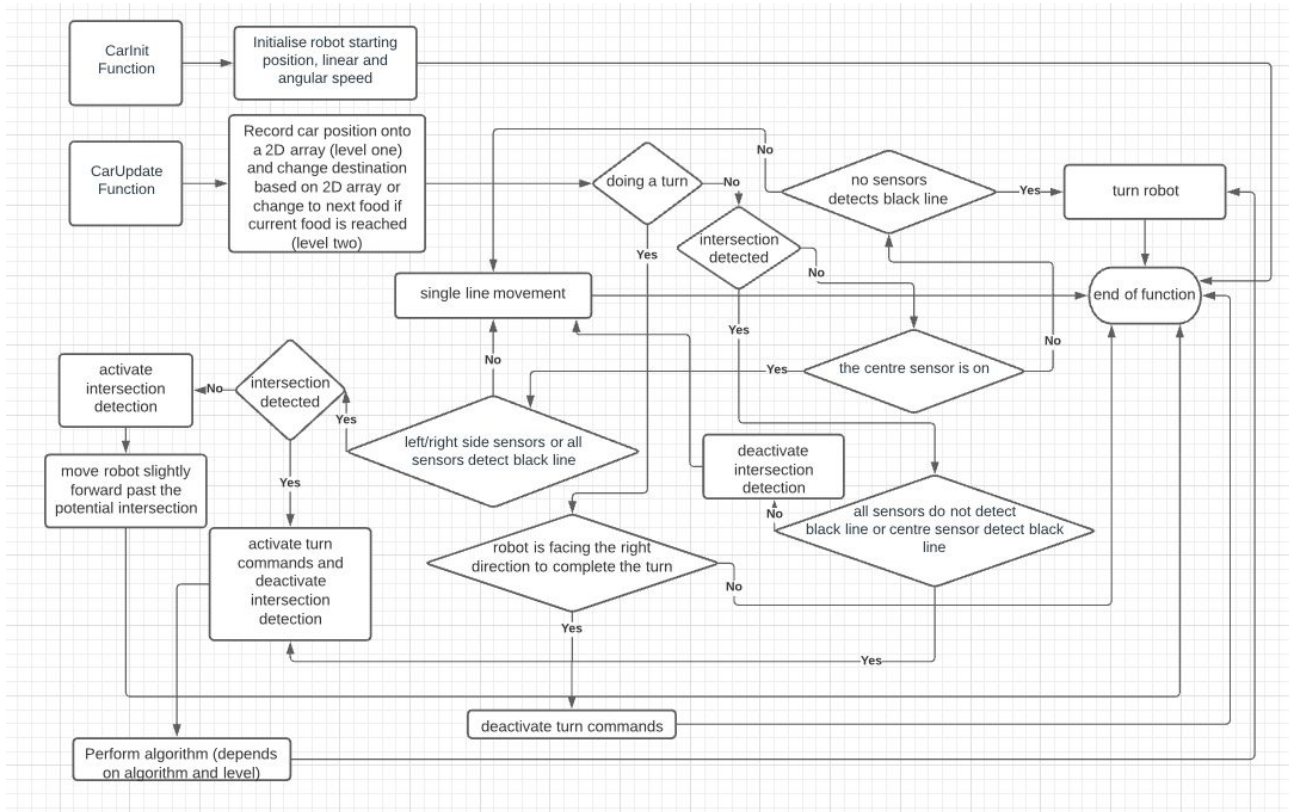 CarInit
Function
Initialise robot starting
position, linear and
angular speed
CarUpdate
Function
Record car position onto
a 2D array (level one)
and change destination
based on 2D array or
change to next food if
current food is reached
(level two)
doing a turn
No
Yes
intersection
detected
No
Yes
No
no sensors
detects black line
Yes
turn robot
end of function
single line movement
the centre sensor is on
No
Yes
No
left/right side sensors or all
sensors detect black line
Yes
intersection
detected
No
Yes
activate
intersection
detection
move robot slightly
forward past the
potential intersection
activate turn
commands and
deactivate
intersection
detection
deactivate
intersection
detection
No
all sensors do not detect
black line or centre sensor detect black
line
Yes
robot is facing the right
direction to complete the turn
No
Yes
deactivate turn commands
Perform algorithm (depends
on algorithm and level)